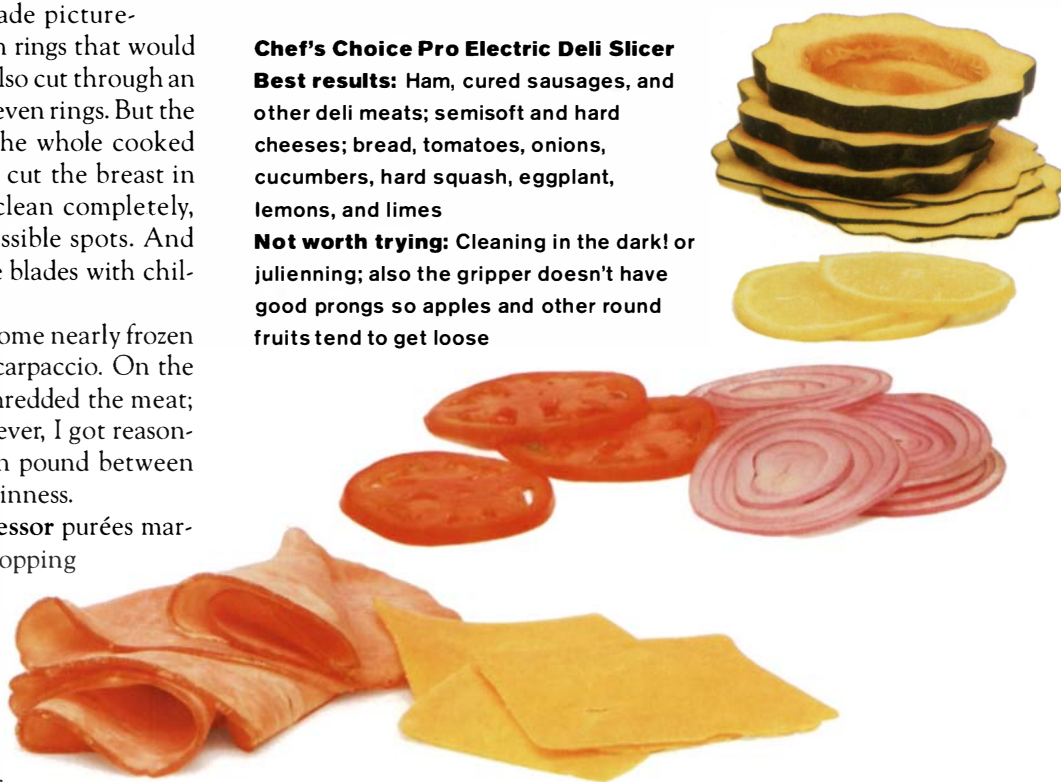 ade picture-
n rings that would
lso cut through an
even rings. But the
he whole cooked
cut the breast in
clean completely,
ssible spots. And
e blades with chil-
ome nearly frozen
carpaccio. On the
hredded the meat;
ever, I got reason-
n pound between
inness.
essor purées mar-
opping
Chef's Choice Pro Electric Deli Slicer
Best results: Ham, cured sausages, and
other deli meats; semisoft and hard
cheeses; bread, tomatoes, onions,
cucumbers, hard squash, eggplant,
lemons, and limes
Not worth trying: Cleaning in the dark! or
julienning; also the gripper doesn't have
good prongs so apples and other round
fruits tend to get loose